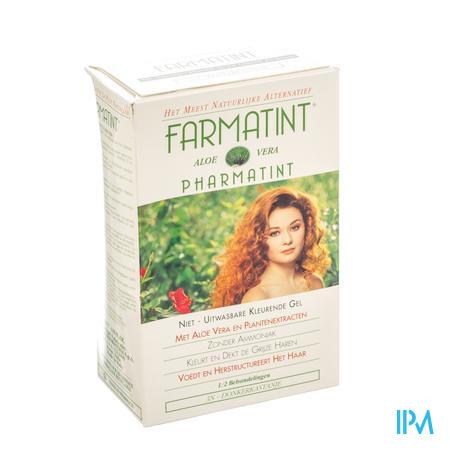 Het Meest Natuurlijke Alternatief
FARMATINT®
ALOE VERA
PHARMATINT
Niet - Uitwasbare Kleurende Gel
Met Aloe Vera en Plantenextracten
Zonder Ammoniak
Kleurt en Dekt de Grijze Haren
Voedt en Herstructureert Het Haar
1/2 Behandelingen
3N - DONKERKASTANJE
IPM